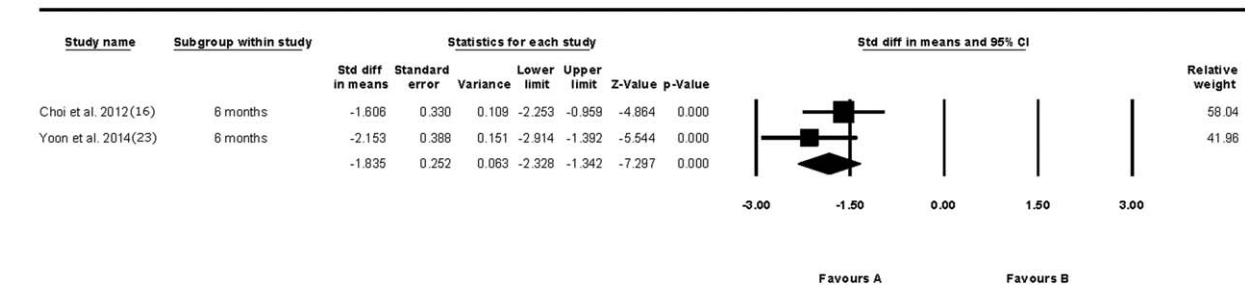 Study name Subgroup within study Statistics for each study Std diff in means and 95% CI
Std diff Standard Lower Upper Relative
in means error Variance limit limit Z-Value p-Value weight
Choi et al. 2012(16) 6 months -1.606 0.330 0.109 -2.253 -0.959 -4.864 0.000 58.04
Yoon et al. 2014(23) 6 months -2.153 0.388 0.151 -2.914 -1.392 -5.544 0.000 41.96
-1.835 0.252 0.063 -2.328 -1.342 -7.297 0.000
-3.00 -1.50 0.00 1.50 3.00
Favours A Favours B